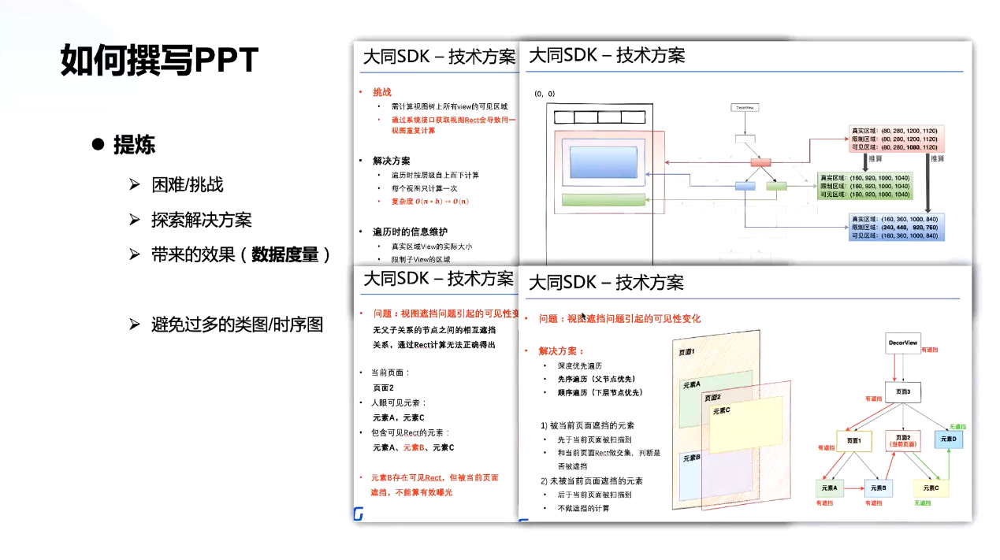 如何撰写PPT
● 提炼
➢ 困难/挑战
➢ 探索解决方案
➢ 带来的效果（数据度量）
➢ 避免过多的类图/时序图
大同SDK – 技术方案
• 挑战
• 需计算视图树上所有view的可见区域
• 通过系统接口获取视图Rect会导致同一
视图重复计算
• 解决方案
• 遍历时按层级自上而下计算
• 每个视图只计算一次
• 复杂度 O(n * h) → O(n)
• 遍历时的信息维护
• 真实区域View的实际大小
• 限制子View的区域
大同SDK – 技术方案
(0, 0)
DecorView
真实区域：(80, 280, 1200, 1120)
限制区域：(80, 280, 1200, 1120)
可见区域：(80, 280, 1080, 1120)
推算
推算
真实区域：(160, 920, 1000, 1040)
限制区域：(160, 920, 1000, 1040)
可见区域：(160, 920, 1000, 1040)
真实区域：(160, 360, 1000, 840)
限制区域：(240, 440, 920, 760)
可见区域：(160, 360, 1000, 840)
大同SDK – 技术方案
• 问题：视图遮挡问题引起的可见性变
无父子关系的节点之间的相互遮挡
关系，通过Rect计算无法正确得出
• 当前页面：
页面2
• 人眼可见元素：
元素A，元素C
• 包含可见Rect的元素：
元素A、元素B、元素C
• 元素B存在可见Rect，但被当前页面
遮挡，不能算有效曝光
大同SDK – 技术方案
• 问题：视图遮挡问题引起的可见性变化
• 解决方案：
• 深度优先遍历
• 先序遍历（父节点优先）
• 顺序遍历（下层节点优先）
1) 被当前页面遮挡的元素
• 先于当前页面被扫描到
• 和当前页面Rect做交集，判断是
否被遮挡
2) 未被当前页面遮挡的元素
• 后于当前页面被扫描到
• 不做遮挡的计算
页面1
元素A
页面2
元素C
元素B
DecorView
有遮挡
页面3
有遮挡
无遮挡
页面1
页面2
(当前页面)
元素D
有遮挡
元素A
元素B
元素C
有遮挡
有遮挡
无遮挡